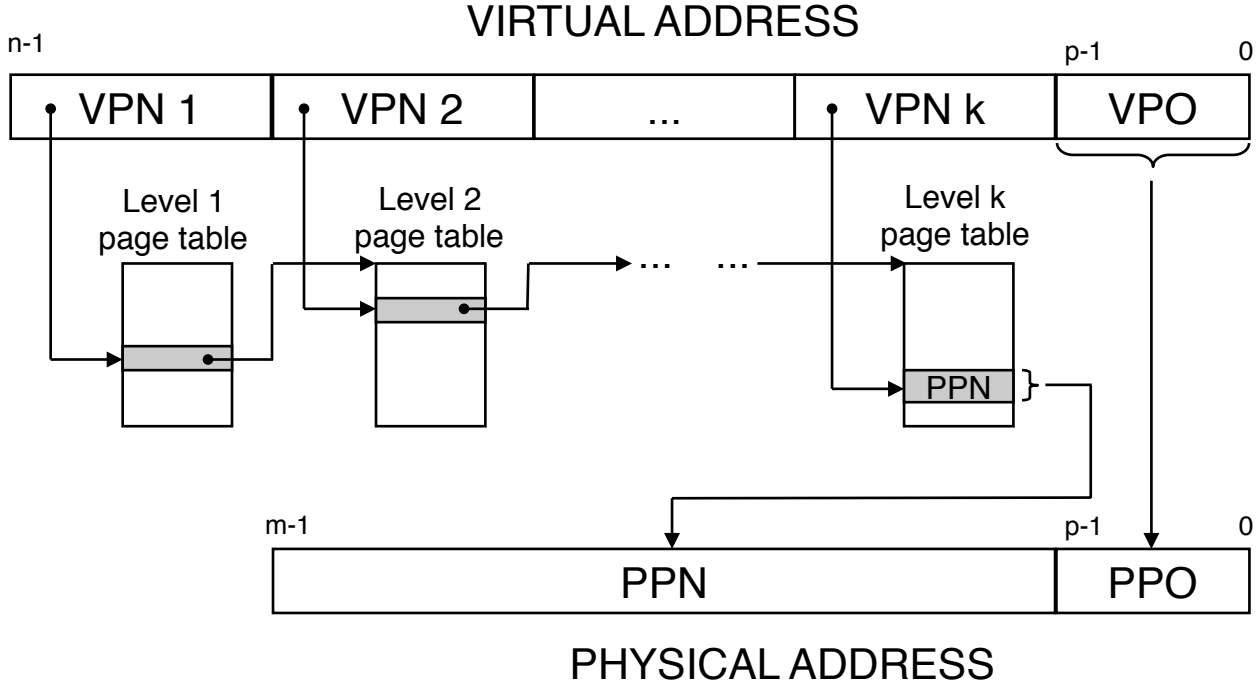 VIRTUAL ADDRESS
n-1 p-1 0
VPN 1 VPN 2 ... VPN k VPO
Level 1
page table
Level 2
page table
Level k
page table
... ...
PPN
m-1 p-1 0
PPN PPO
PHYSICAL ADDRESS